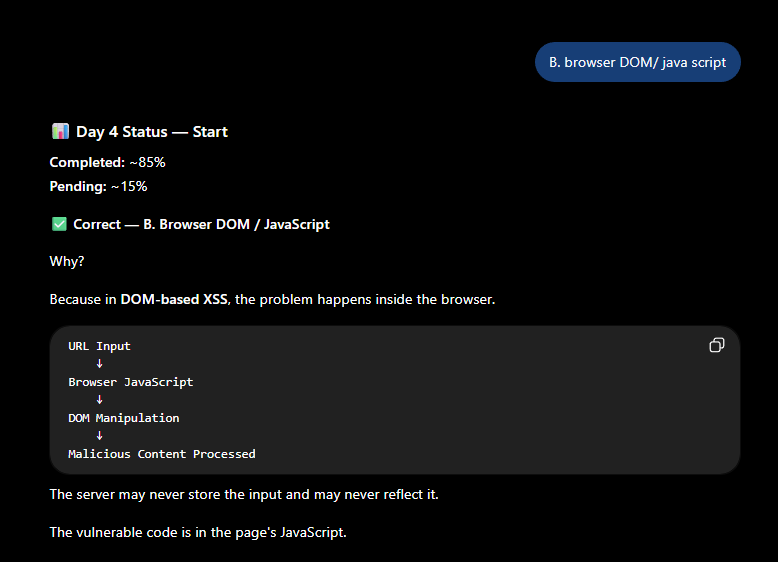 B. browser DOM/ java script
📊 Day 4 Status — Start
Completed: ~85%
Pending: ~15%
✅ Correct — B. Browser DOM / JavaScript
Why?
Because in DOM-based XSS, the problem happens inside the browser.
URL Input
↓
Browser JavaScript
↓
DOM Manipulation
↓
Malicious Content Processed
The server may never store the input and may never reflect it.
The vulnerable code is in the page's JavaScript.